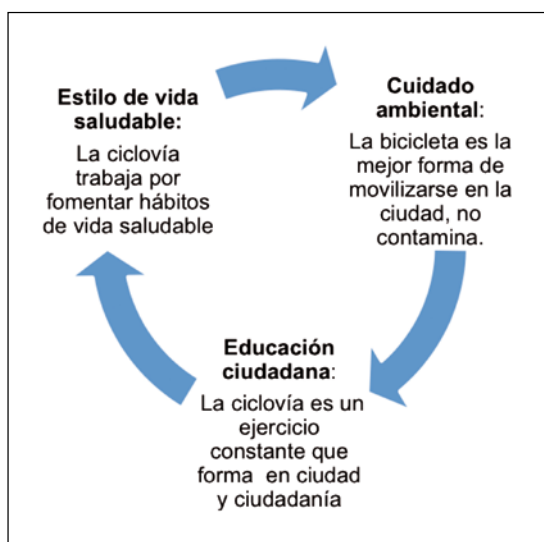 Estilo de vida
saludable:
La ciclovía
trabaja por
fomentar hábitos
de vida saludable
Cuidado
ambiental:
La bicicleta es la
mejor forma de
movilizarse en la
ciudad, no
contamina.
Educación
ciudadana:
La ciclovía es un
ejercicio
constante que
forma en ciudad
y ciudadanía